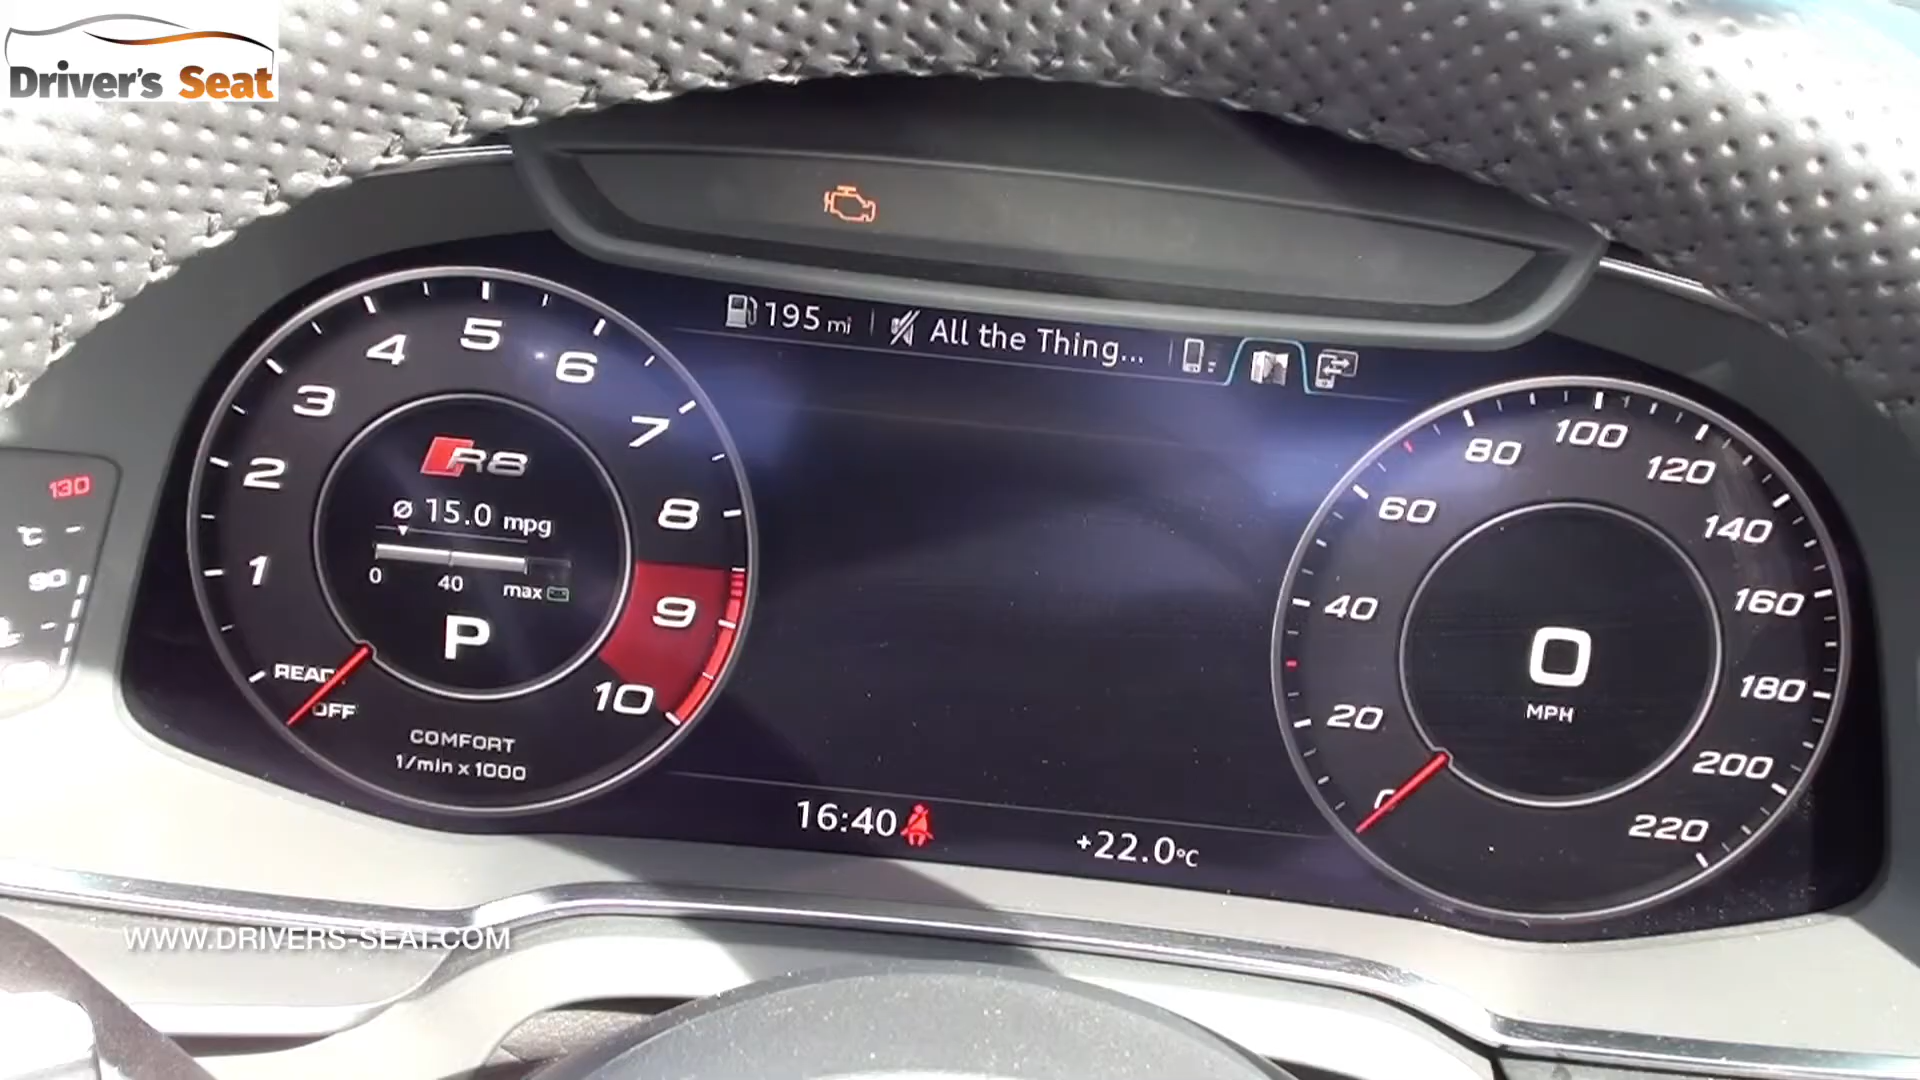 Driver's Seat
195 mi
All the Thing...
1
2
3
4
5
6
7
8
9
10
R8
ø 15.0 mpg
0 40 max
P
OFF
COMFORT
1/min x 1000
130
°C
90
20
40
60
80
100
120
140
160
180
200
220
0
MPH
16:40
+22.0°C
WWW.DRIVERS-SEAT.COM